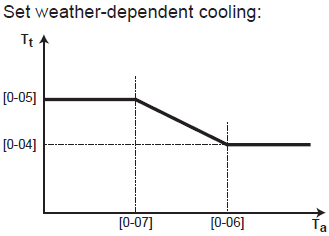 Set weather-dependent cooling:
Tt
[0-05]
[0-04]
[0-07] [0-06] Ta